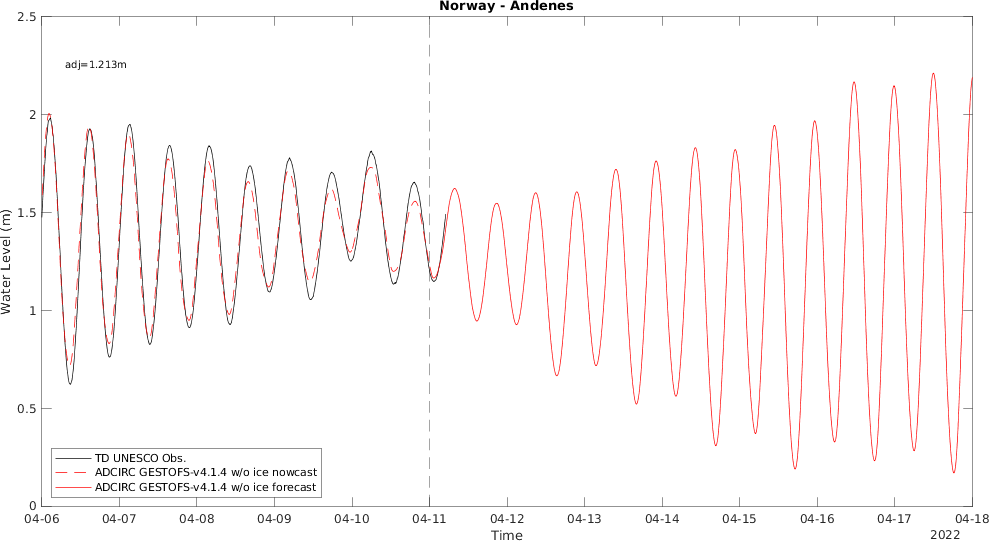 Norway - Andenes
2.5
adj=1.213m
2
1.5
Water Level (m)
1
0.5
TD UNESCO Obs.
ADCIRC GESTOFS-v4.1.4 w/o ice nowcast
ADCIRC GESTOFS-v4.1.4 w/o ice forecast
0
04-06 04-07 04-08 04-09 04-10 04-11 04-12 04-13 04-14 04-15 04-16 04-17 04-18
Time
2022